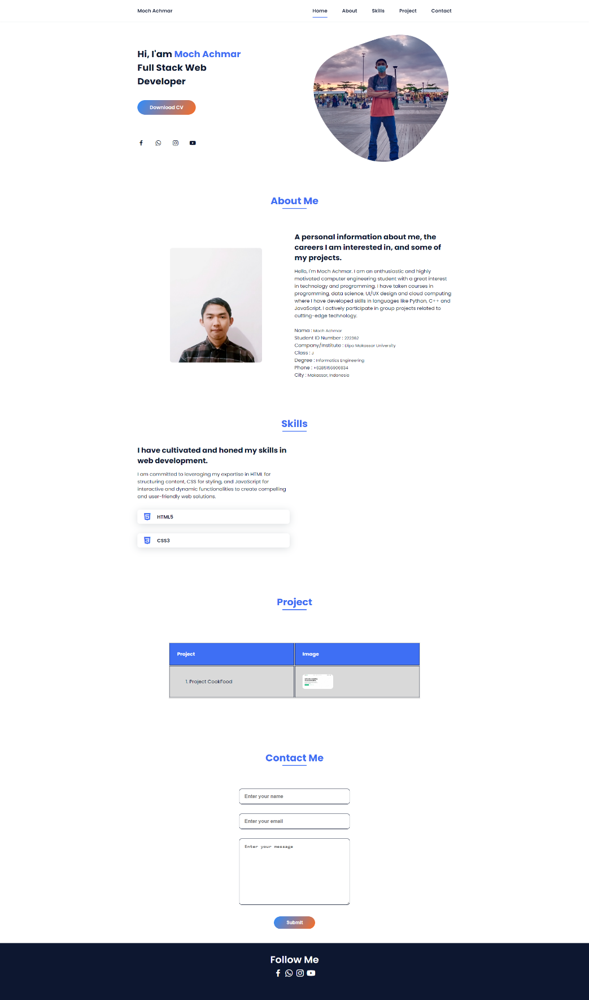 Moch Achmar
Home About Skills Project Contact
Hi, I'am Moch Achmar
Full Stack Web
Developer
Download CV
About Me
A personal information about me, the
careers I am interested in, and some of
my projects.
Hello, I'm Moch Achmar. I am an enthusiastic and highly
motivated computer engineering student with a great interest
in technology and programming. I have taken courses in
programming, data science, UI/UX design and cloud computing
where I have developed skills in languages like Python, C++ and
JavaScript. I actively participate in group projects related to
cutting-edge technology.
Nama : Moch Achmar
Student ID Number : 222362
Company/Institute : Dipa Makassar University
Class : J
Degree : Informatics Engineering
Phone : +6285156906934
City : Makassar, Indonesia
Skills
I have cultivated and honed my skills in
web development.
I am committed to leveraging my expertise in HTML for
structuring content, CSS for styling, and JavaScript for
interactive and dynamic functionalities to create compelling
and user-friendly web solutions.
HTML5
CSS3
Project
Project Image
1. Project CookFood
Contact Me
Enter your name
Enter your email
Enter your message
Submit
Follow Me